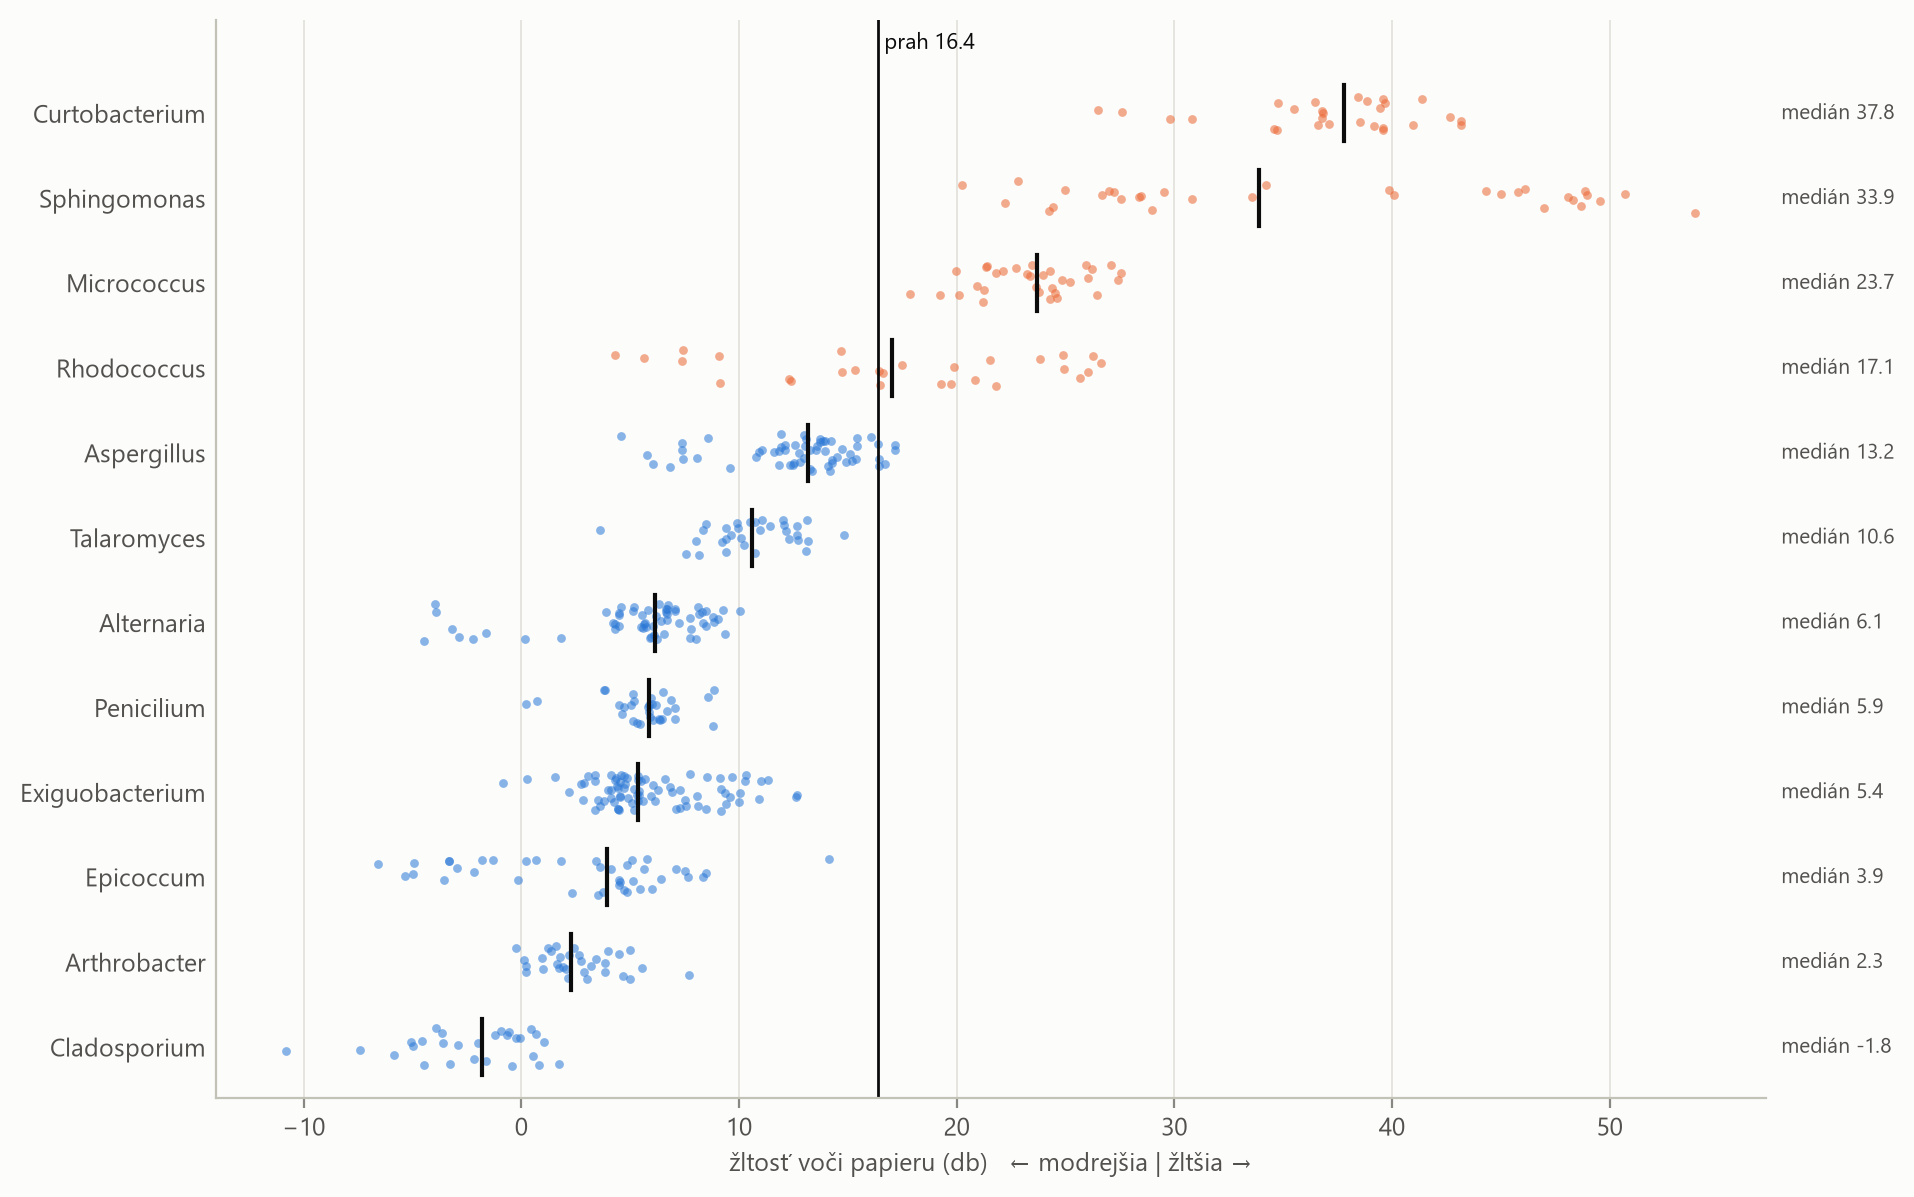 prah 16.4
Curtobacterium medián 37.8
Sphingomonas medián 33.9
Micrococcus medián 23.7
Rhodococcus medián 17.1
Aspergillus medián 13.2
Talaromyces medián 10.6
Alternaria medián 6.1
Penicilium medián 5.9
Exiguobacterium medián 5.4
Epicoccum medián 3.9
Arthrobacter medián 2.3
Cladosporium medián -1.8
−10 0 10 20 30 40 50
žltosť voči papieru (db) ← modrejšia | žltšia →